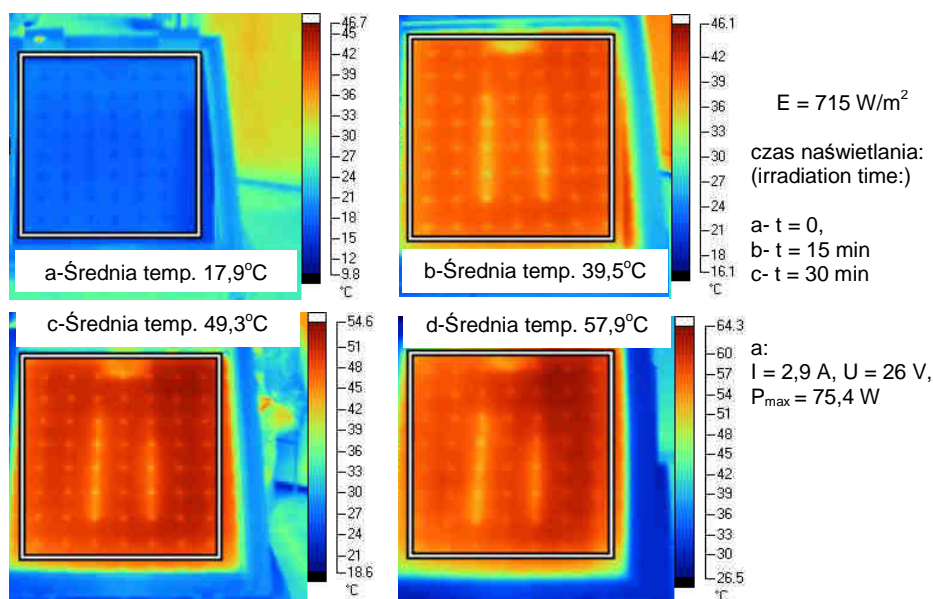 46.7
45
42
39
36
33
30
27
24
21
18
15
12
9.8
°C
a-Średnia temp. 17,9°C
46.1
42
39
36
33
30
27
24
21
16.1
°C
b-Średnia temp. 39,5°C
E = 715 W/m²
czas naświetlania:
(irradiation time:)
a- t = 0,
b- t = 15 min
c- t = 30 min
c-Średnia temp. 49,3°C
54.6
51
48
45
42
39
36
33
30
27
24
21
18.6
°C
d-Średnia temp. 57,9°C
64.3
60
57
54
51
48
45
42
39
36
33
30
26.5
°C
a:
I = 2,9 A, U = 26 V,
Pmax = 75,4 W